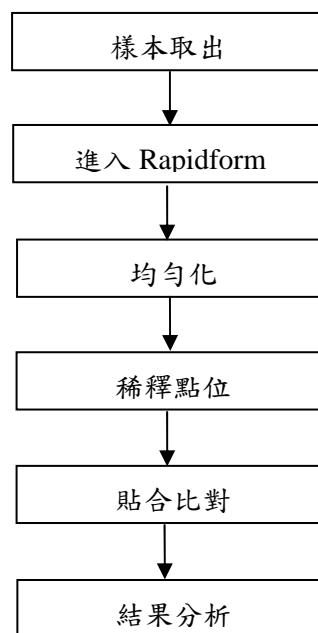 樣本取出
進入 Rapidform
均勻化
稀釋點位
貼合比對
結果分析